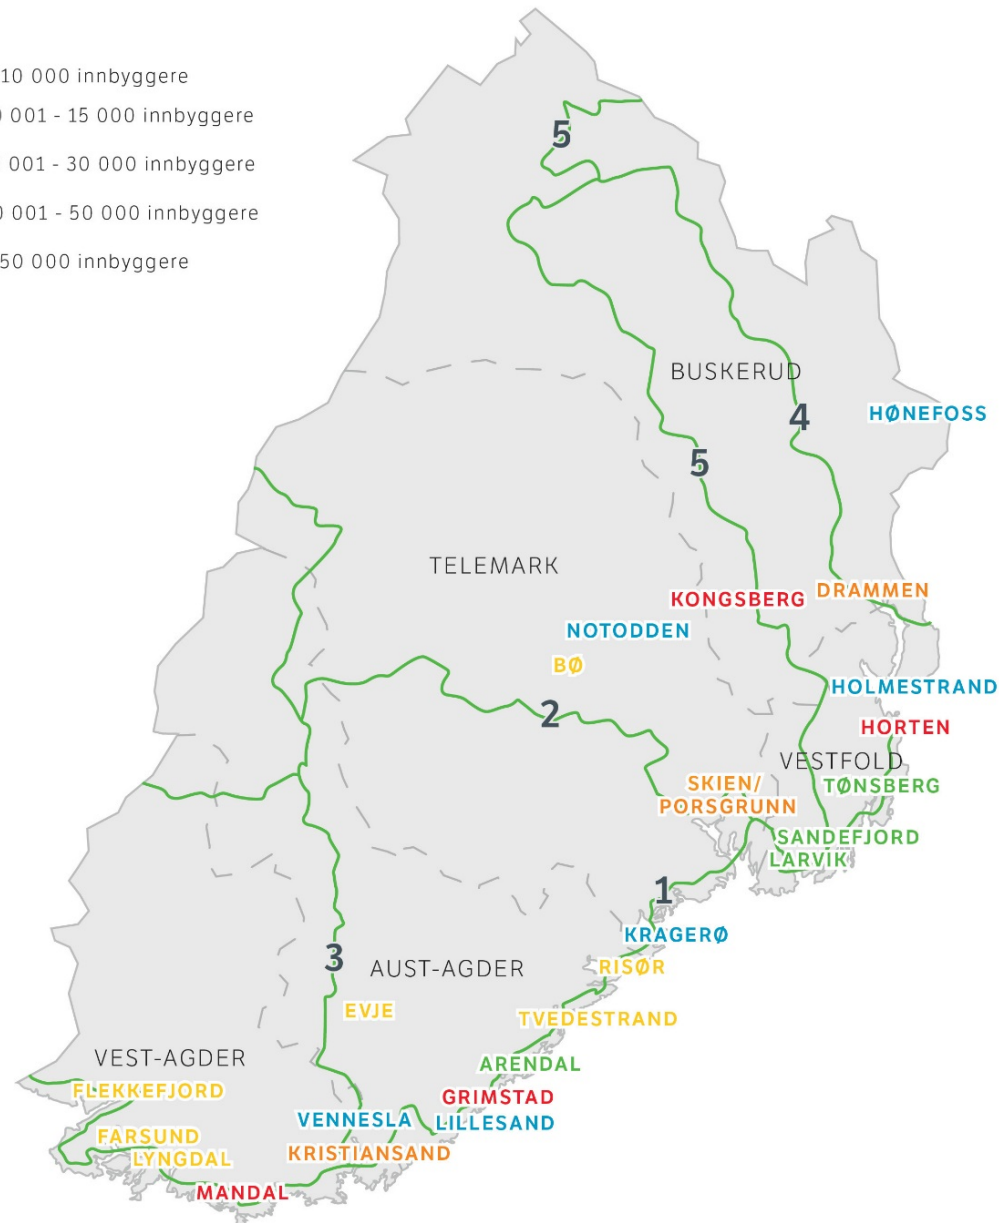 10 000 innbyggere
001 - 15 000 innbyggere
001 - 30 000 innbyggere
001 - 50 000 innbyggere
50 000 innbyggere
5
BUSKERUD
4
HØNEFOSS
5
TELEMARK
KONGSBERG
DRAMMEN
NOTODDEN
BØ
HOLMESTRAND
2
HORTEN
VESTFOLD
SKIEN/
PORSGRUNN
TØNSBERG
SANDEFJORD
LARVIK
1
KRAGERØ
3
AUST-AGDER
RISØR
EVJE
TVEDESTRAND
VEST-AGDER
ARENDAL
FLEKKEFJORD
GRIMSTAD
VENNESLA
LILLESAND
FARSUND
LYNGDAL
KRISTIANSAND
MANDAL